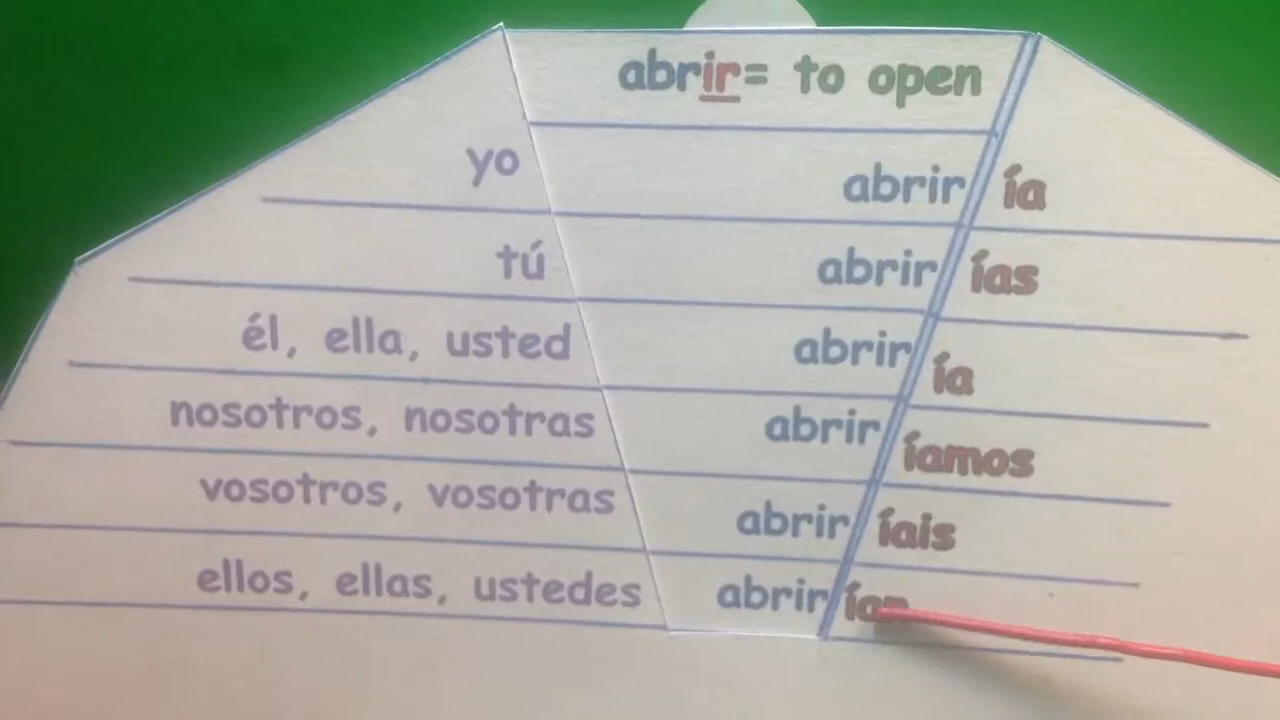 abrir= to open
yo abrir ía
tú abrir ías
él, ella, usted abrir ía
nosotros, nosotras abrir íamos
vosotros, vosotras abrir íais
ellos, ellas, ustedes abrir ían